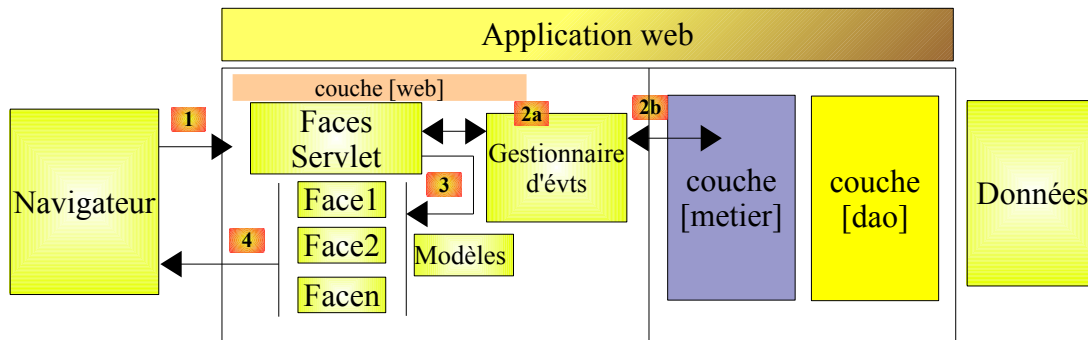 Application web
couche [web]
1
Faces
Servlet
2a
2b
Gestionnaire
d'évts
Navigateur
3
Face1
4
Face2
Modèles
Facen
couche
[metier]
couche
[dao]
Données